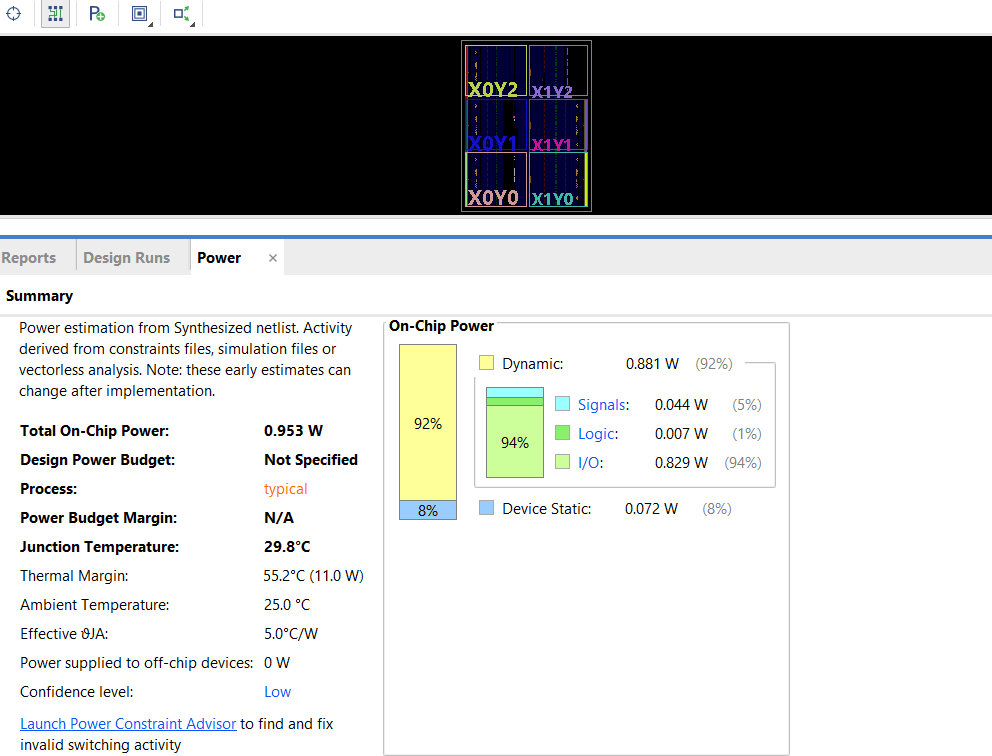 X0Y2 X1Y2
X0Y1 X1Y1
X0Y0 X1Y0
Reports Design Runs Power ×
Summary
Power estimation from Synthesized netlist. Activity
derived from constraints files, simulation files or
vectorless analysis. Note: these early estimates can
change after implementation.
Total On-Chip Power: 0.953 W
Design Power Budget: Not Specified
Process: typical
Power Budget Margin: N/A
Junction Temperature: 29.8°C
Thermal Margin: 55.2°C (11.0 W)
Ambient Temperature: 25.0 °C
Effective ϑJA: 5.0°C/W
Power supplied to off-chip devices: 0 W
Confidence level: Low
Launch Power Constraint Advisor to find and fix
invalid switching activity
On-Chip Power
92%
8%
Dynamic: 0.881 W (92%)
94%
Signals: 0.044 W (5%)
Logic: 0.007 W (1%)
I/O: 0.829 W (94%)
Device Static: 0.072 W (8%)